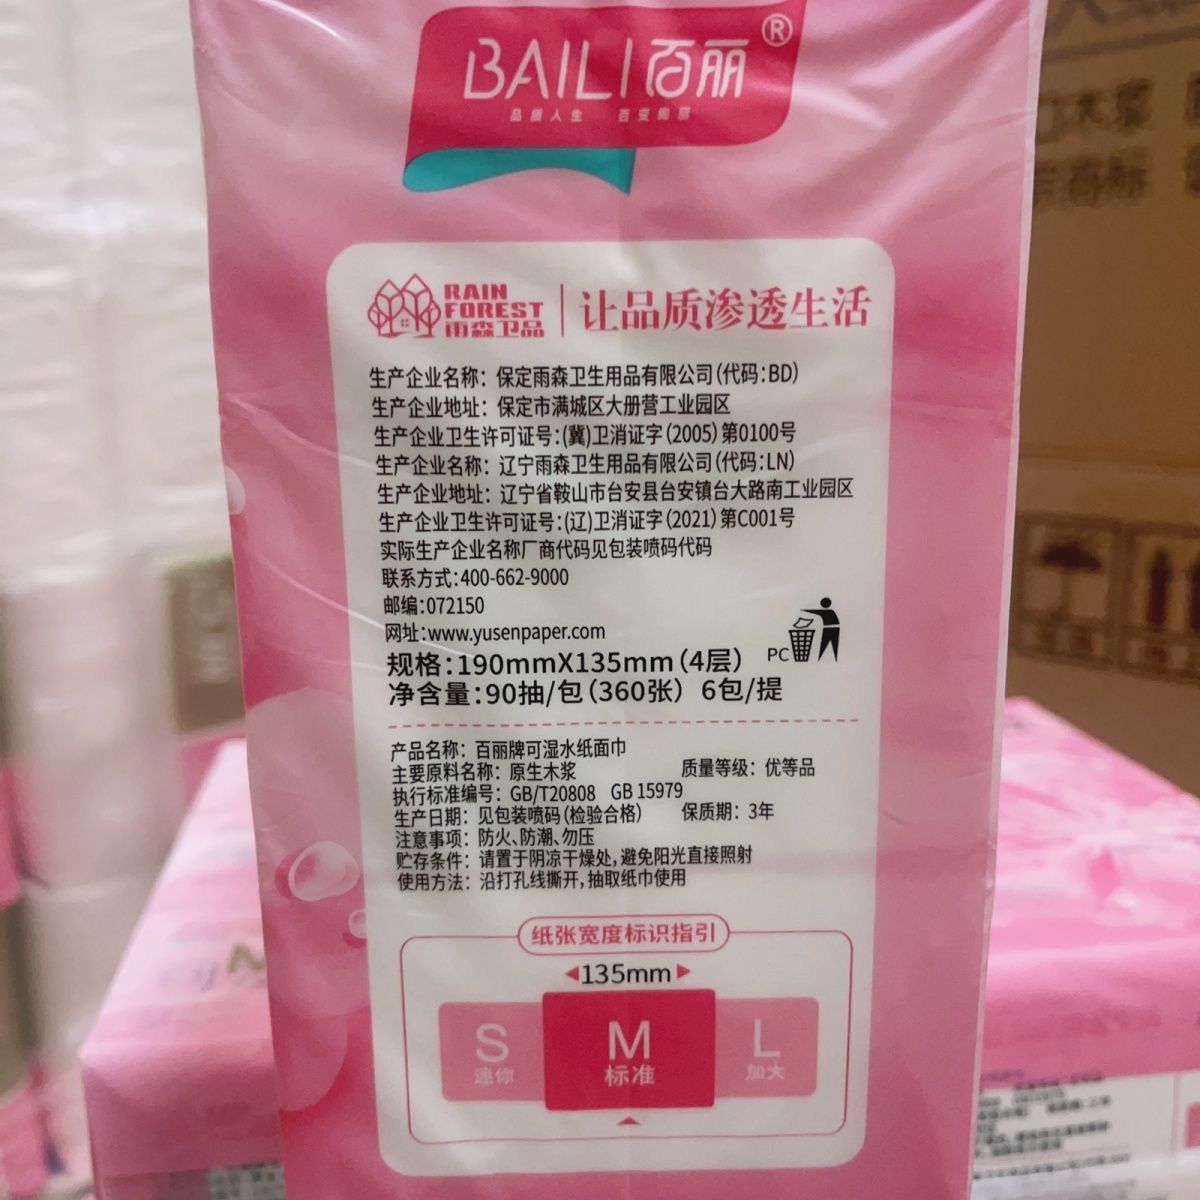 BAILI百丽®
品质人生 百变绚丽
RAIN FOREST 雨森卫品 让品质渗透生活
生产企业名称：保定雨森卫生用品有限公司(代码:BD)
生产企业地址：保定市满城区大册营工业园区
生产企业卫生许可证号:(冀)卫消证字(2005)第0100号
生产企业名称：辽宁雨森卫生用品有限公司(代码:LN)
生产企业地址：辽宁省鞍山市台安县台安镇台大路南工业园区
生产企业卫生许可证号:(辽)卫消证字(2021)第C001号
实际生产企业名称厂商代码见包装喷码代码
联系方式:400-662-9000
邮编:072150
网址:www.yusenpaper.com
规格:190mmX135mm(4层) PC
净含量:90抽/包(360张) 6包/提
产品名称：百丽牌可湿水纸面巾
主要原料名称：原生木浆 质量等级：优等品
执行标准编号：GB/T20808 GB 15979
生产日期：见包装喷码(检验合格) 保质期：3年
注意事项：防火、防潮、勿压
贮存条件：请置于阴凉干燥处,避免阳光直接照射
使用方法：沿打孔线撕开,抽取纸巾使用
纸张宽度标识指引
135mm
S M L
迷你 标准 加大
木浆
商标